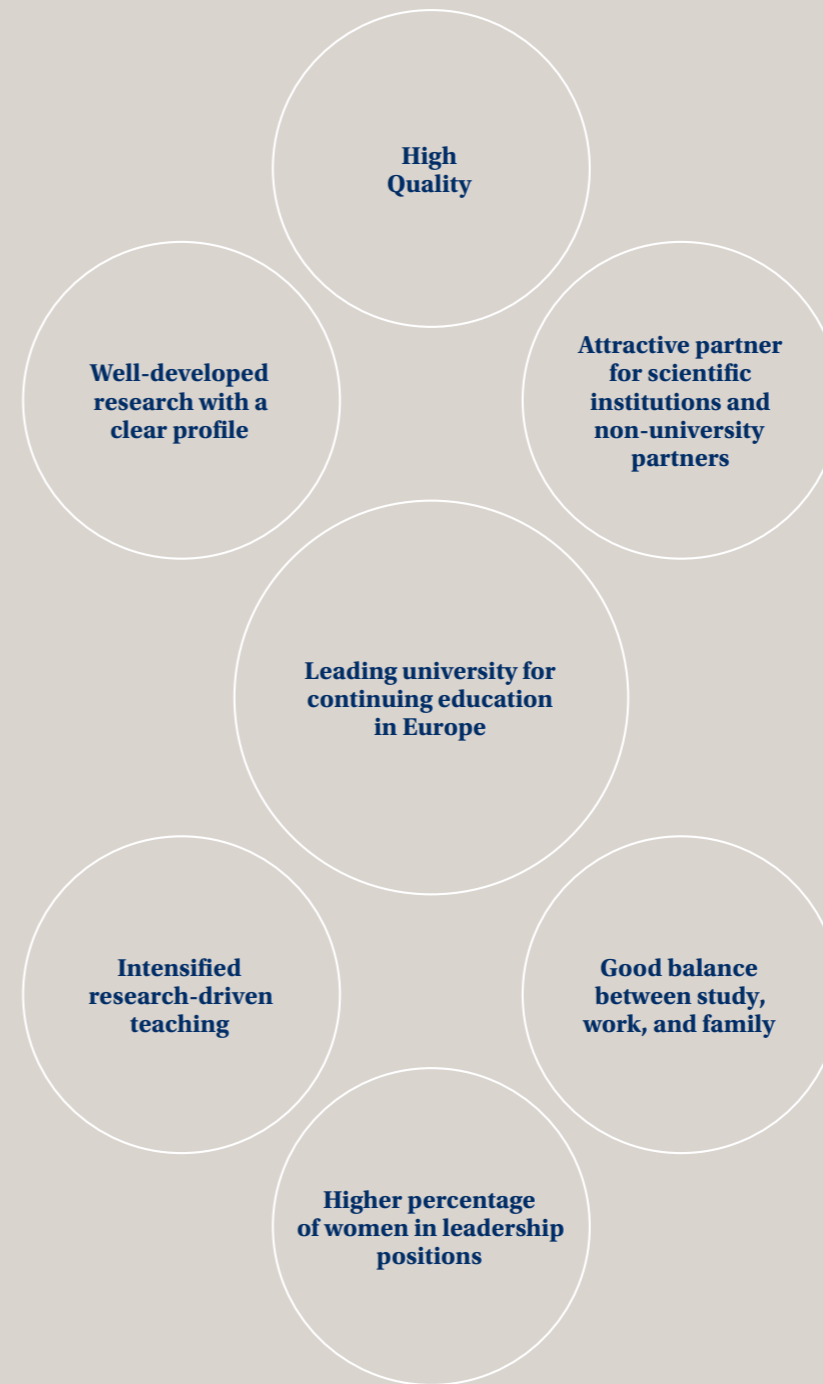 High
Quality
Well-developed
research with a
clear profile
Attractive partner
for scientific
institutions and
non-university
partners
Leading university for
continuing education
in Europe
Intensified
research-driven
teaching
Good balance
between study,
work, and family
Higher percentage
of women in leadership
positions